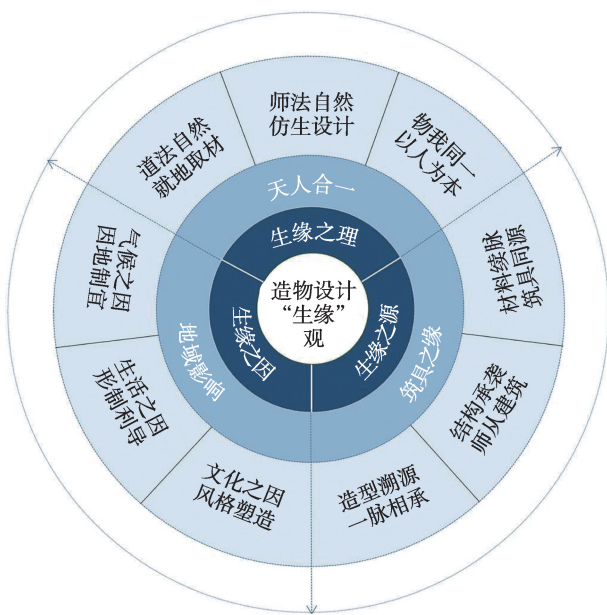 造物设计
“生缘”
观
生缘之理
生缘之源
生缘之因
天人合一
筑具之缘
地域影响
师法自然
仿生设计
物我同一
以人为本
材料续脉
筑具同源
结构承袭
师从建筑
造型溯源
一脉相承
文化之因
风格塑造
生活之因
形制利导
气候之因
因地制宜
道法自然
就地取材